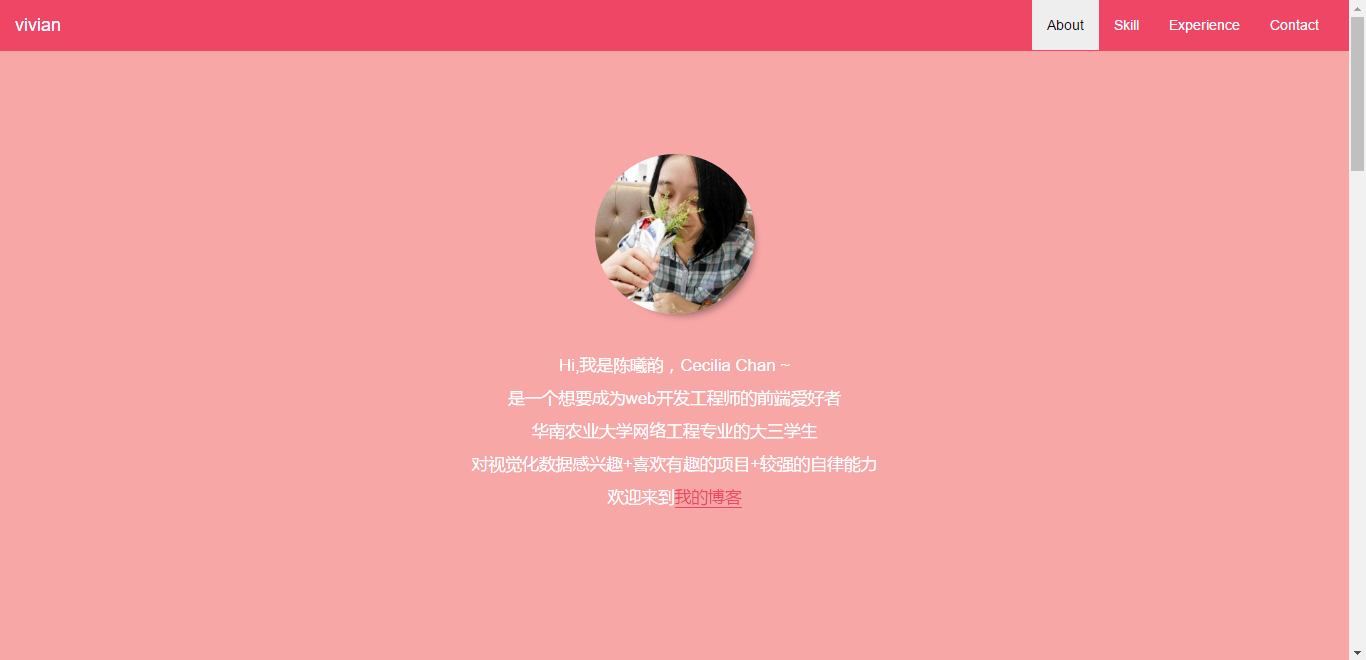 vivian
About
Skill
Experience
Contact
Hi,我是陈曦韵，Cecilia Chan ~
是一个想要成为web开发工程师的前端爱好者
华南农业大学网络工程专业的大三学生
对视觉化数据感兴趣+喜欢有趣的项目+较强的自律能力
欢迎来到我的博客